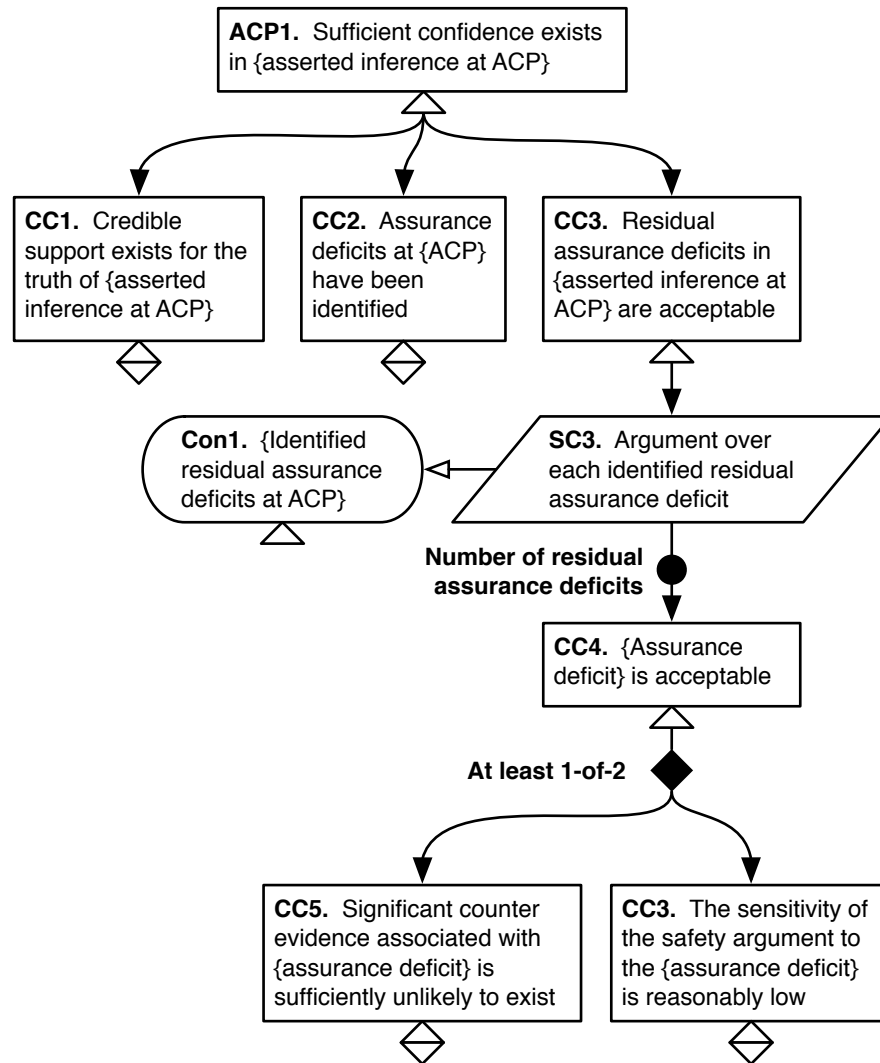 ACP1. Sufficient confidence exists
in {asserted inference at ACP}
CC1. Credible
support exists for the
truth of {asserted
inference at ACP}
CC2. Assurance
deficits at {ACP}
have been
identified
CC3. Residual
assurance deficits in
{asserted inference at
ACP} are acceptable
Con1. {Identified
residual assurance
deficits at ACP}
SC3. Argument over
each identified residual
assurance deficit
Number of residual
assurance deficits
CC4. {Assurance
deficit} is acceptable
At least 1-of-2
CC5. Significant counter
evidence associated with
{assurance deficit} is
sufficiently unlikely to exist
CC3. The sensitivity of
the safety argument to
the {assurance deficit}
is reasonably low